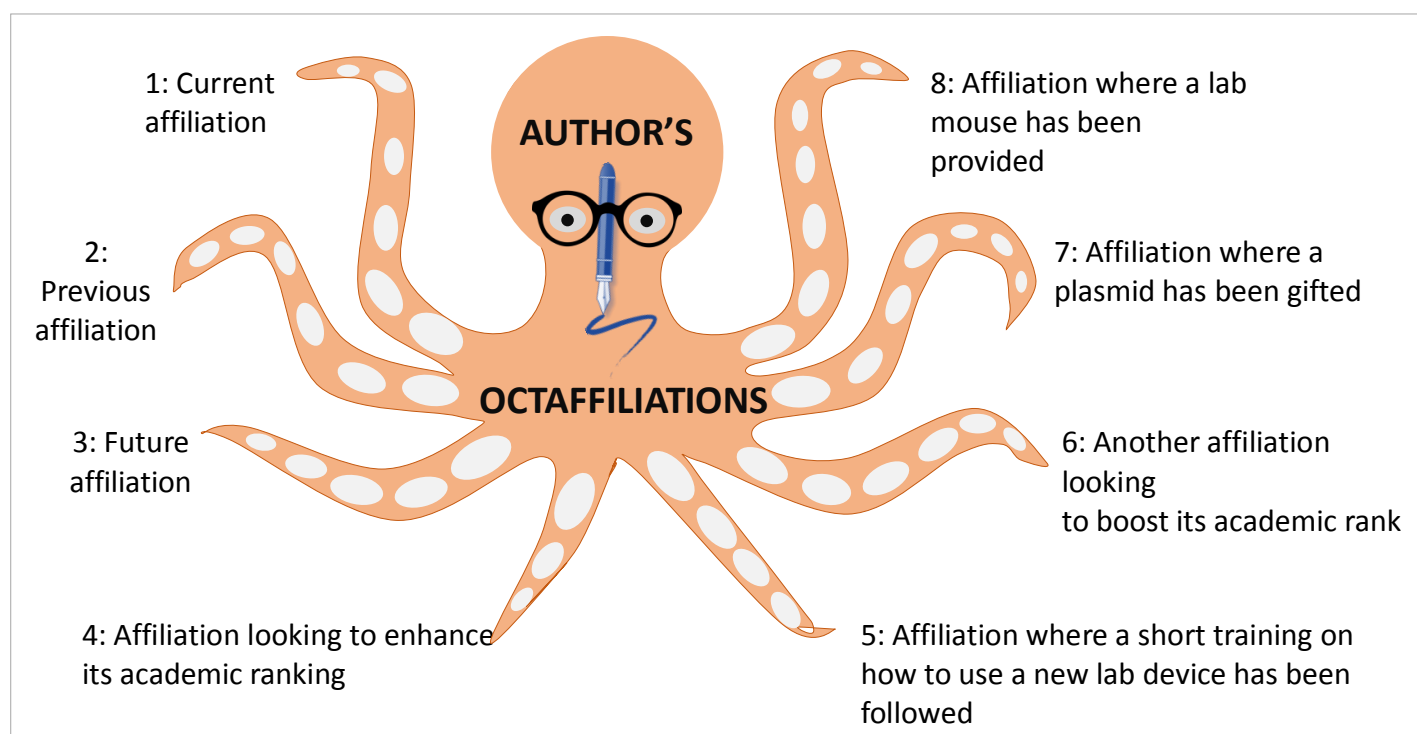 AUTHOR'S
OCTAFFILIATIONS
1: Current
affiliation
2:
Previous
affiliation
3: Future
affiliation
4: Affiliation looking to enhance
its academic ranking
5: Affiliation where a short training on
how to use a new lab device has been
followed
6: Another affiliation
looking
to boost its academic rank
7: Affiliation where a
plasmid has been gifted
8: Affiliation where a lab
mouse has been
provided